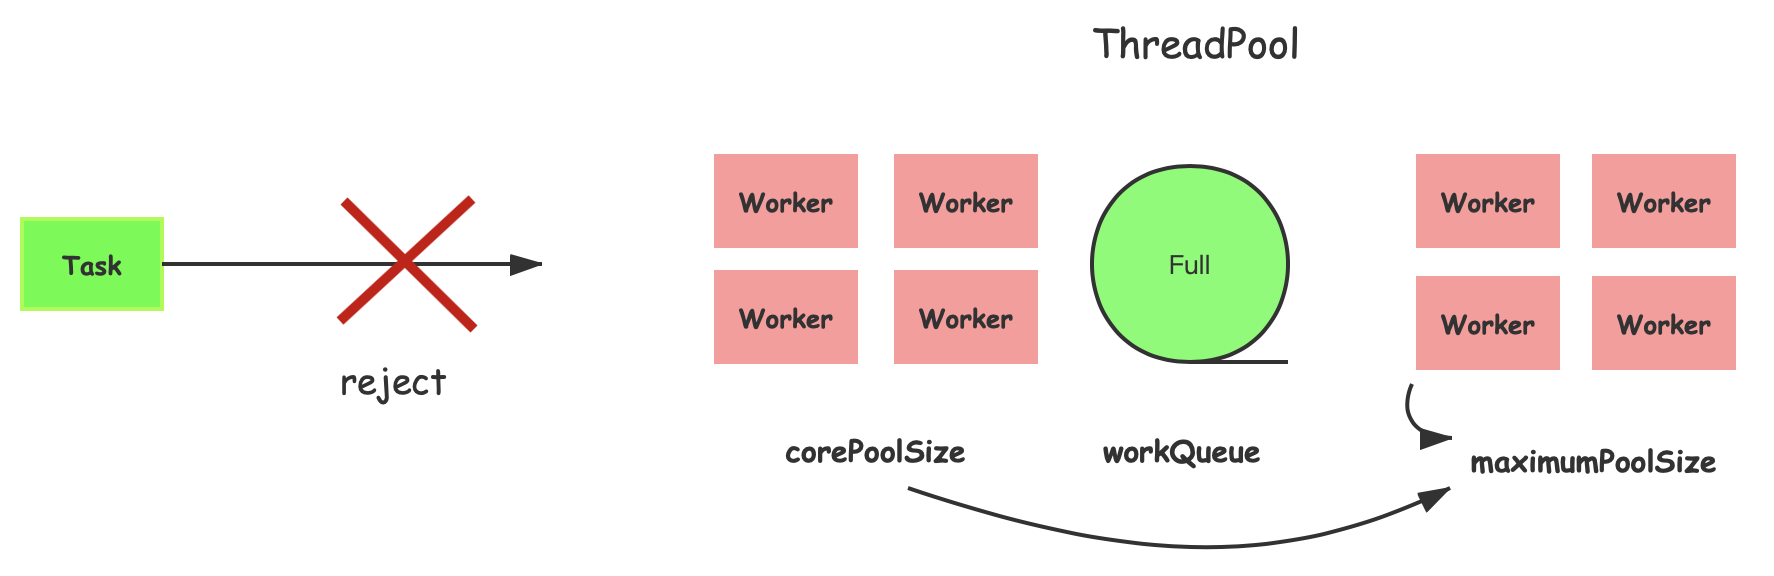 ThreadPool
Worker
Worker
Worker
Worker
Task
Full
Worker
Worker
Worker
Worker
reject
corePoolSize
workQueue
maximumPoolSize